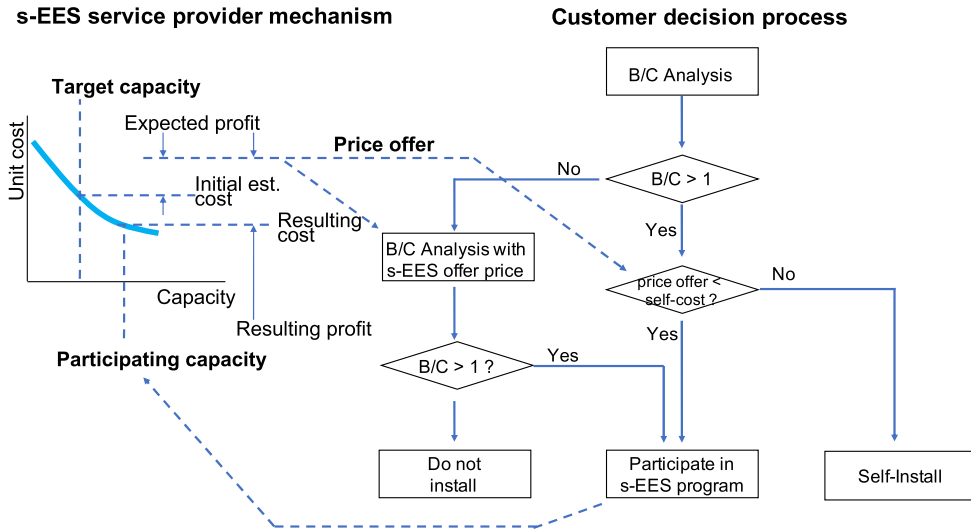 s-EES service provider mechanism
Customer decision process
Target capacity
Expected profit
Price offer
Unit cost
Initial est.
cost
Resulting
cost
Capacity
Resulting profit
Participating capacity
B/C Analysis
B/C > 1
No
Yes
B/C Analysis with
s-EES offer price
price offer <
self-cost ?
No
Yes
B/C > 1 ?
Yes
Do not
install
Participate in
s-EES program
Self-Install